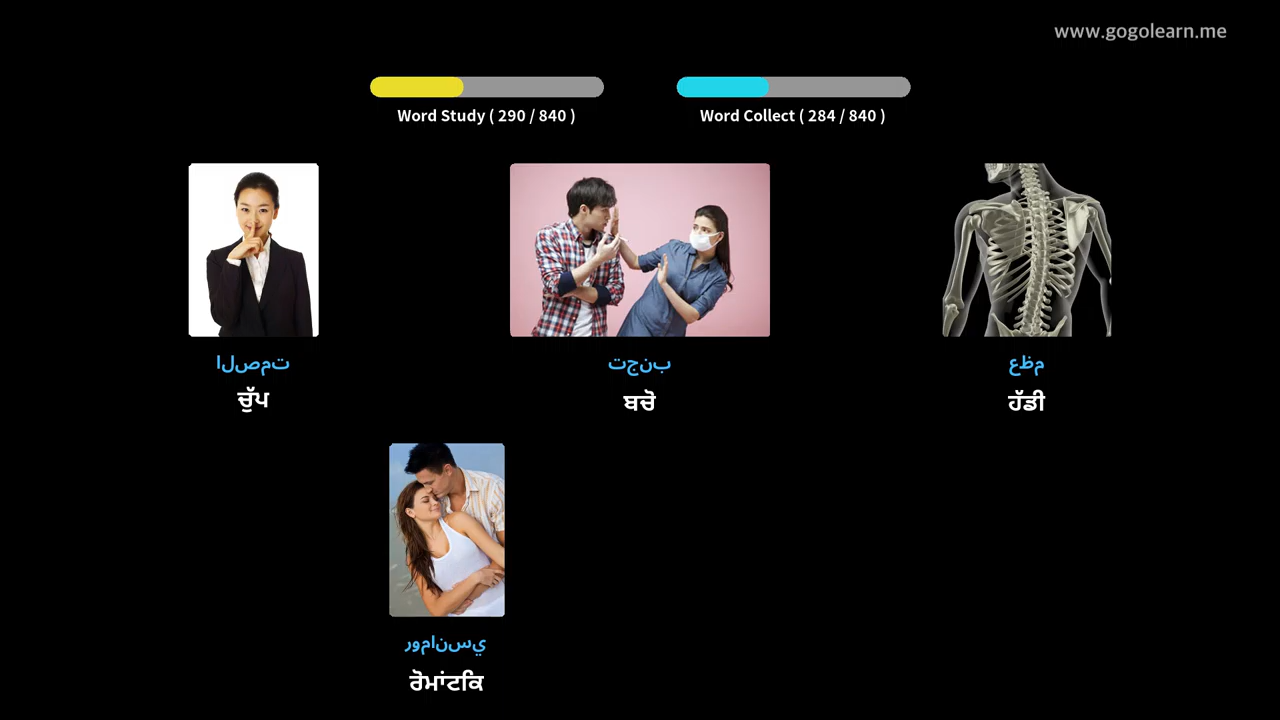 www.gogolearn.me
Word Study ( 290 / 840 )
Word Collect ( 284 / 840 )
الصمت
ਚੁੱਪ
تجنب
ਬਚੋ
عظم
ਹੱਡੀ
رومانسي
ਰੋਮਾਂਟਕਿ